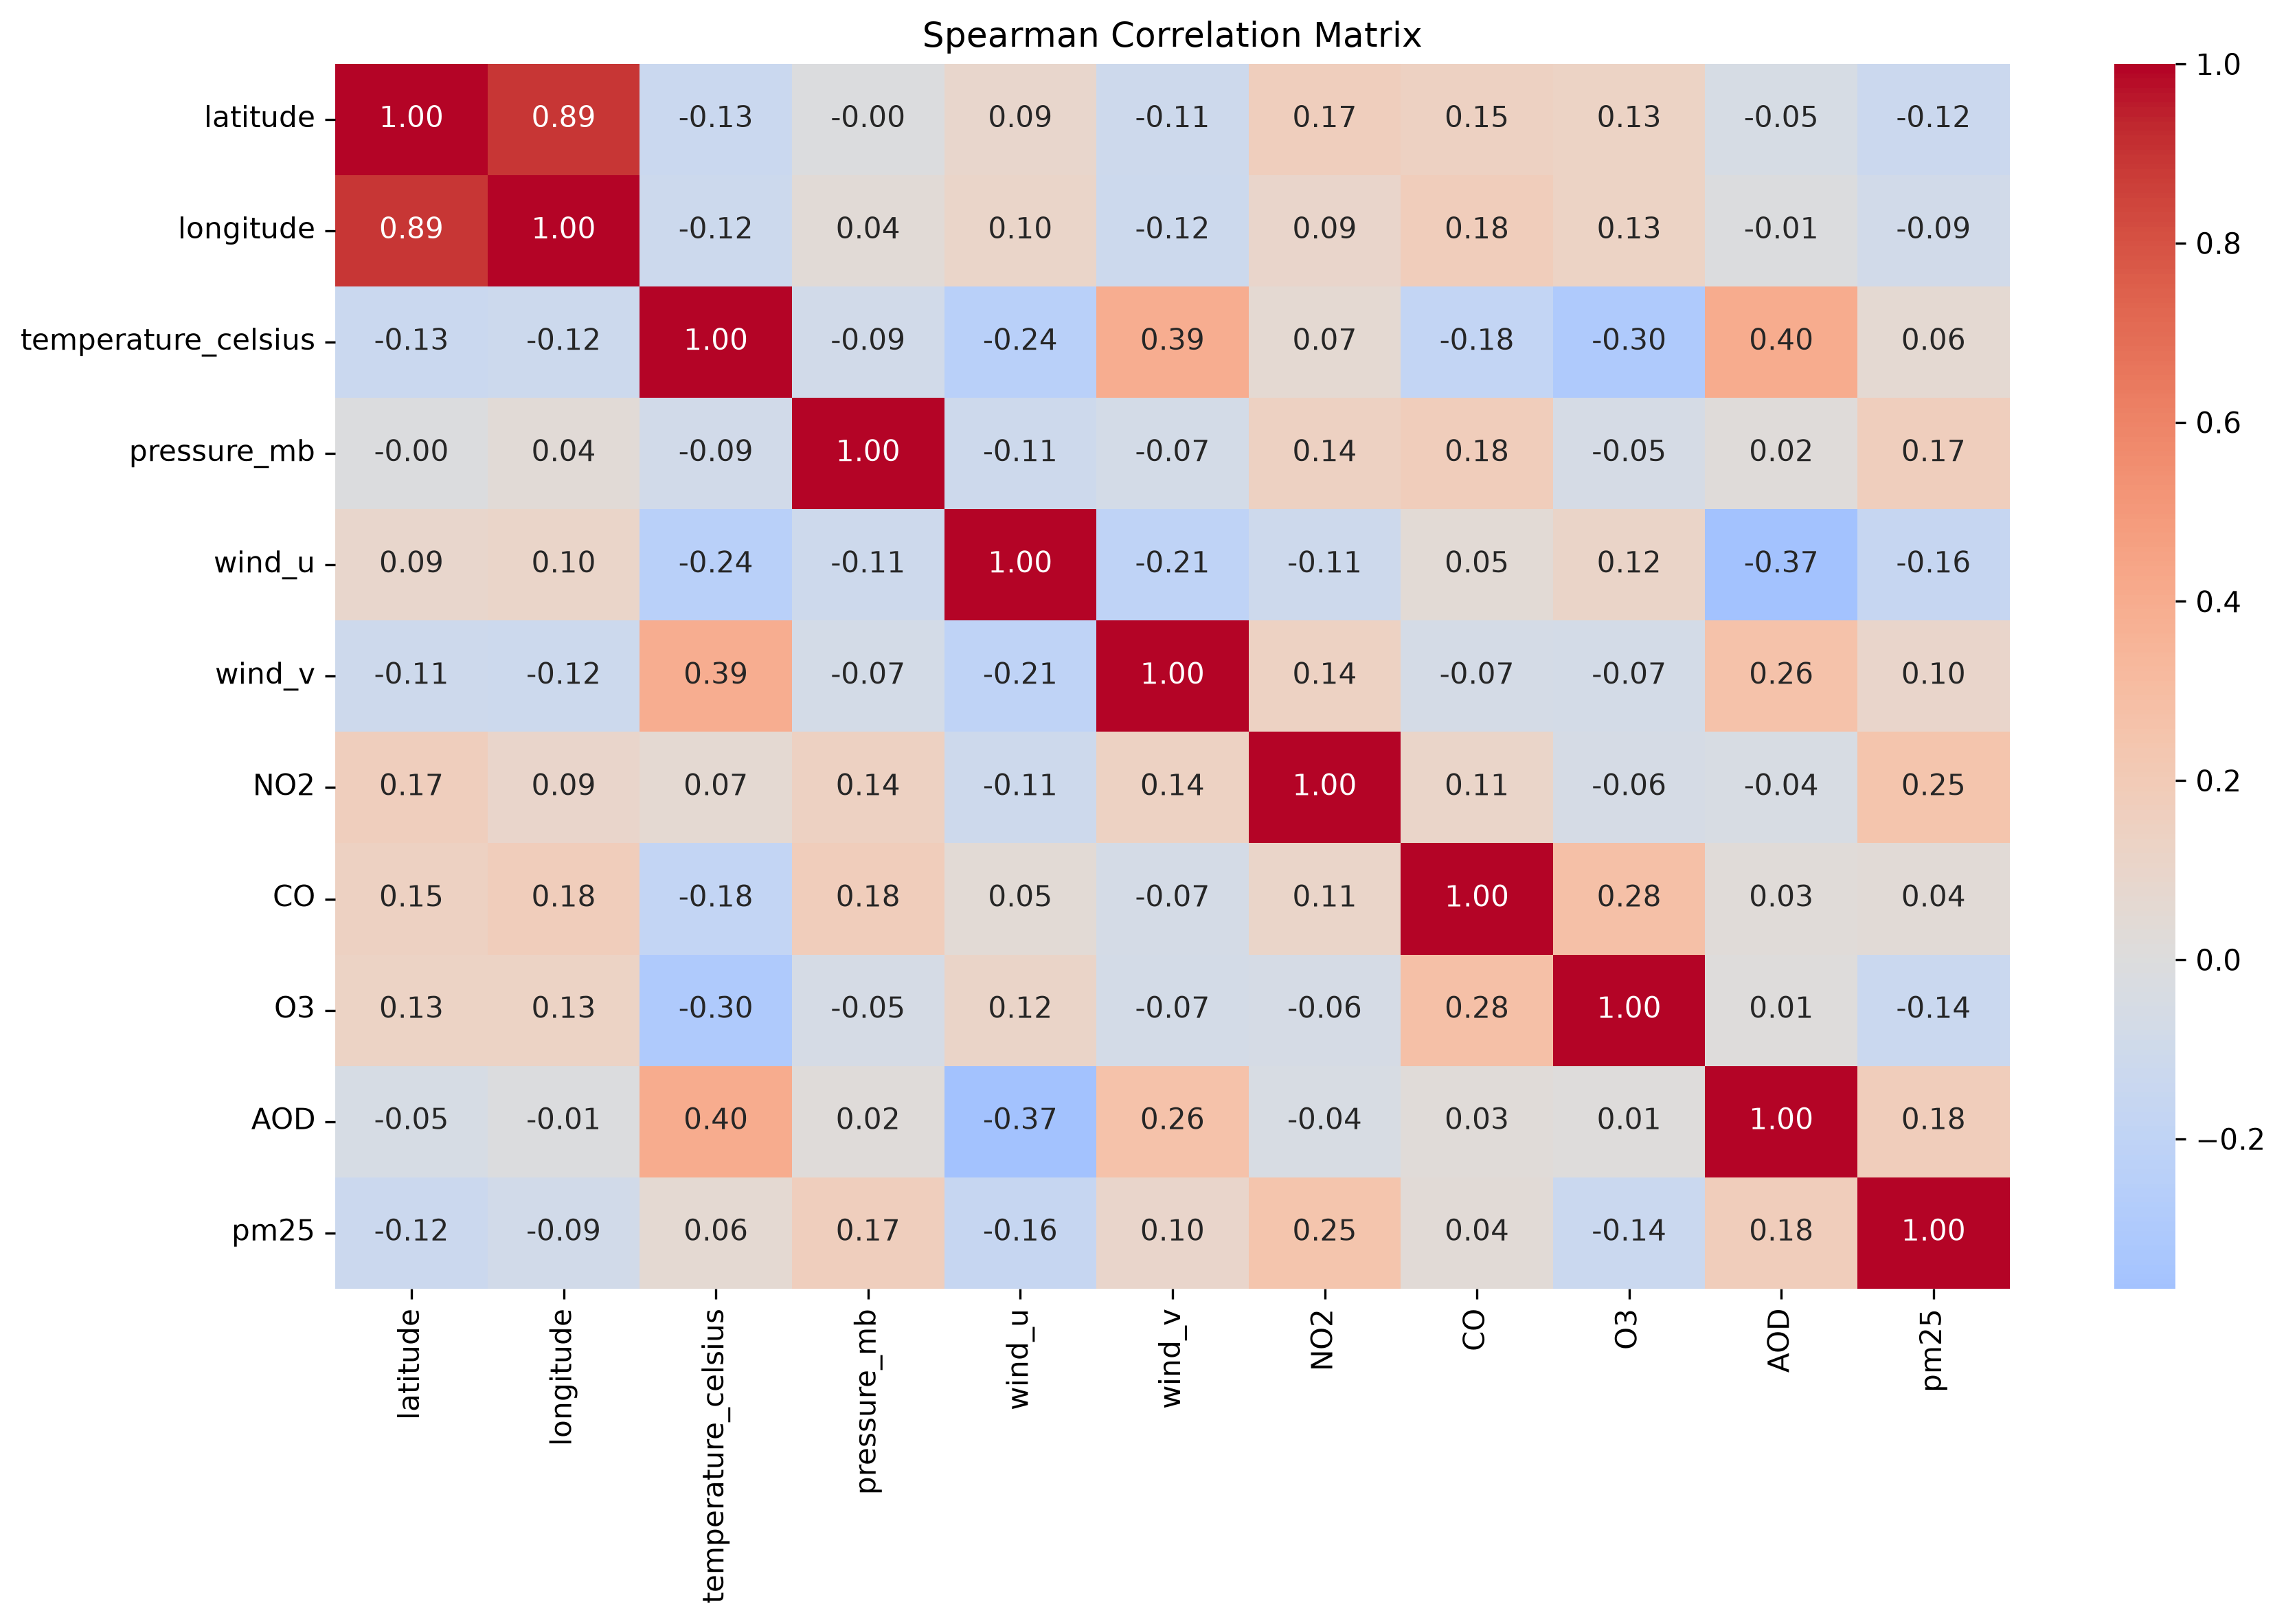 Spearman Correlation Matrix
latitude 1.00 0.89 -0.13 -0.00 0.09 -0.11 0.17 0.15 0.13 -0.05 -0.12
longitude 0.89 1.00 -0.12 0.04 0.10 -0.12 0.09 0.18 0.13 -0.01 -0.09
temperature_celsius -0.13 -0.12 1.00 -0.09 -0.24 0.39 0.07 -0.18 -0.30 0.40 0.06
pressure_mb -0.00 0.04 -0.09 1.00 -0.11 -0.07 0.14 0.18 -0.05 0.02 0.17
wind_u 0.09 0.10 -0.24 -0.11 1.00 -0.21 -0.11 0.05 0.12 -0.37 -0.16
wind_v -0.11 -0.12 0.39 -0.07 -0.21 1.00 0.14 -0.07 -0.07 0.26 0.10
NO2 0.17 0.09 0.07 0.14 -0.11 0.14 1.00 0.11 -0.06 -0.04 0.25
CO 0.15 0.18 -0.18 0.18 0.05 -0.07 0.11 1.00 0.28 0.03 0.04
O3 0.13 0.13 -0.30 -0.05 0.12 -0.07 -0.06 0.28 1.00 0.01 -0.14
AOD -0.05 -0.01 0.40 0.02 -0.37 0.26 -0.04 0.03 0.01 1.00 0.18
pm25 -0.12 -0.09 0.06 0.17 -0.16 0.10 0.25 0.04 -0.14 0.18 1.00
latitude
longitude
temperature_celsius
pressure_mb
wind_u
wind_v
NO2
CO
O3
AOD
pm25
1.0
0.8
0.6
0.4
0.2
0.0
−0.2